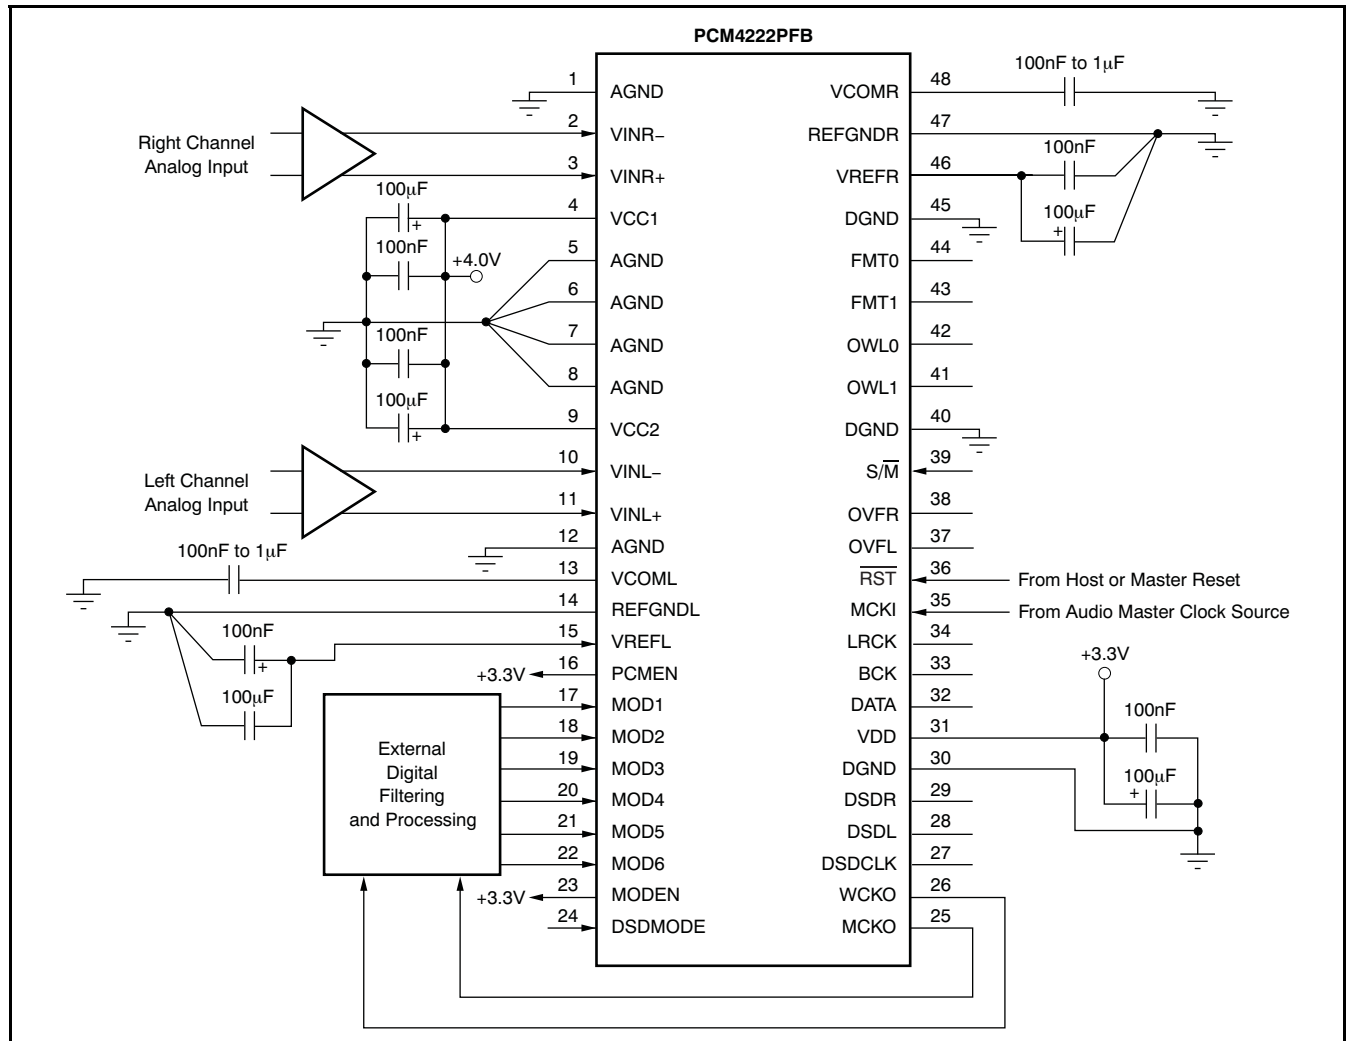 PCM4222PFB
1 AGND
2 VINR−
3 VINR+
4 VCC1
5 AGND
6 AGND
7 AGND
8 AGND
9 VCC2
10 VINL−
11 VINL+
12 AGND
13 VCOML
14 REFGNDL
15 VREFL
16 PCMEN
17 MOD1
18 MOD2
19 MOD3
20 MOD4
21 MOD5
22 MOD6
23 MODEN
24 DSDMODE
VCOMR 48
REFGNDR 47
VREFR 46
DGND 45
FMT0 44
FMT1 43
OWL0 42
OWL1 41
DGND 40
S/M̅ 39
OVFR 38
OVFL 37
R̅S̅T̅ 36
MCKI 35
LRCK 34
BCK 33
DATA 32
VDD 31
DGND 30
DSDR 29
DSDL 28
DSDCLK 27
WCKO 26
MCKO 25
Right Channel
Analog Input
100μF
+
100nF
+4.0V
100nF
100μF
+
Left Channel
Analog Input
100nF to 1μF
100nF
+
100μF
+3.3V
External
Digital
Filtering
and Processing
+3.3V
100nF to 1μF
100nF
100μF
+
From Host or Master Reset
From Audio Master Clock Source
+3.3V
100nF
100μF
+